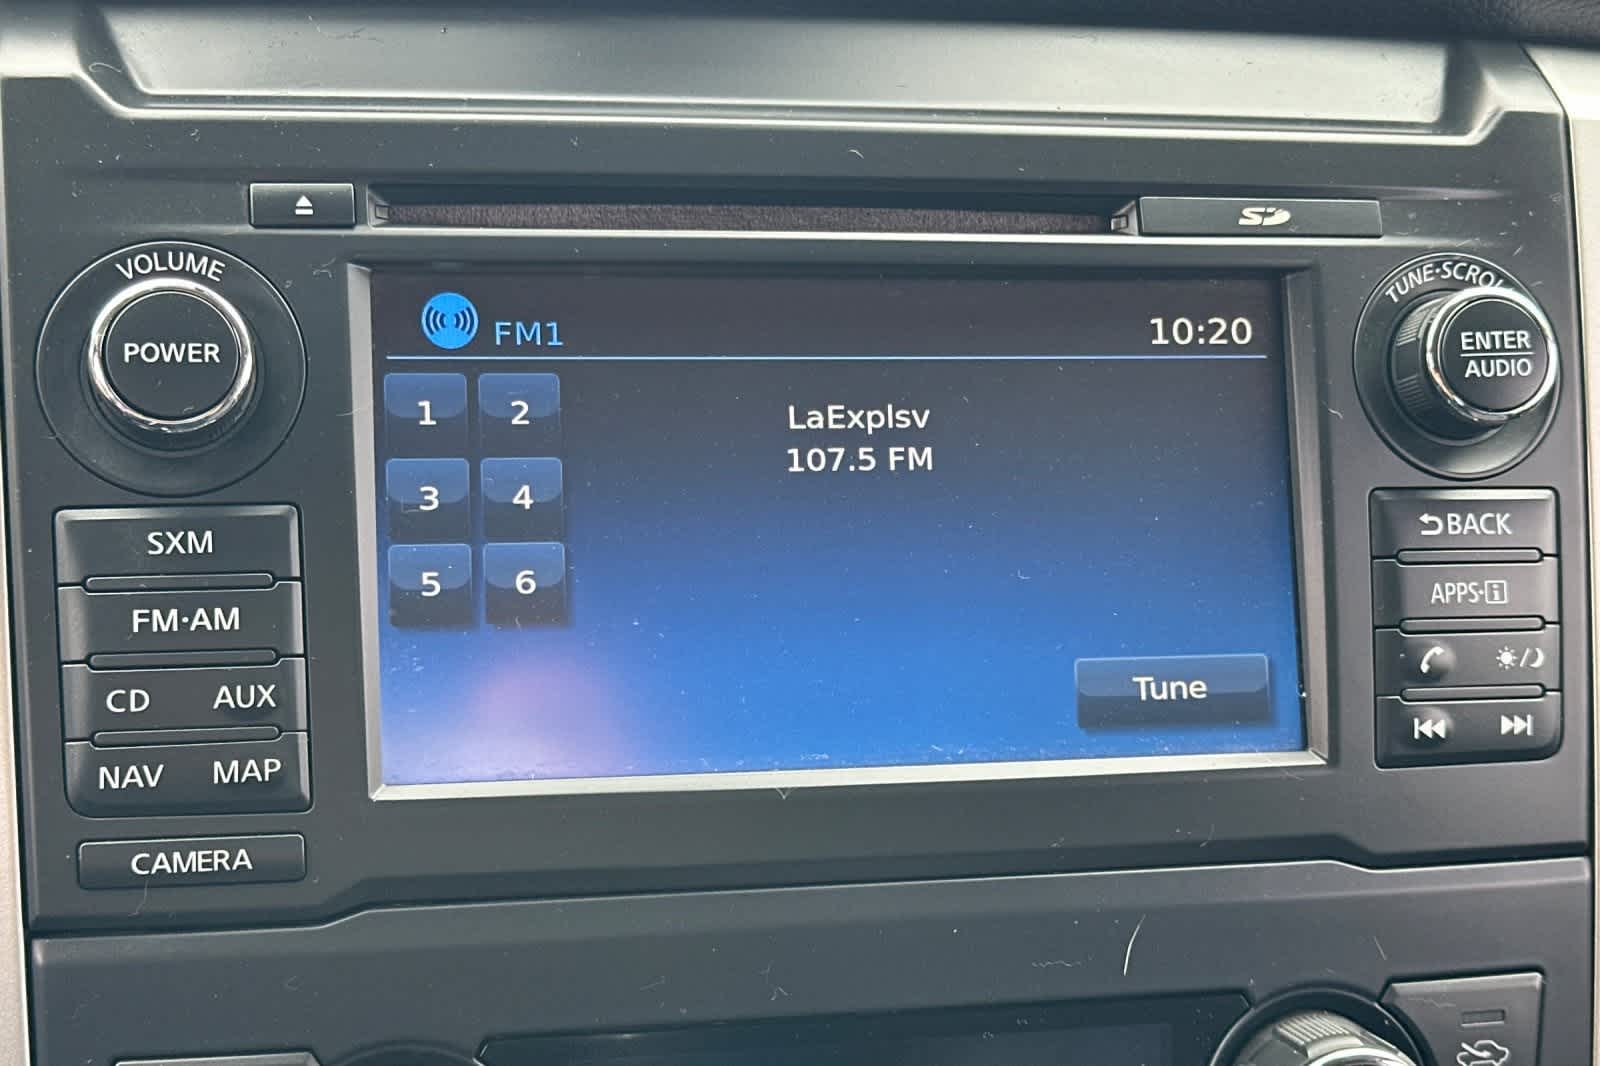 SD
VOLUME
POWER
TUNE·SCROLL
ENTER
AUDIO
FM1
10:20
1 2
3 4
5 6
LaExplsv
107.5 FM
Tune
SXM
FM·AM
CD AUX
NAV MAP
CAMERA
BACK
APPS·i